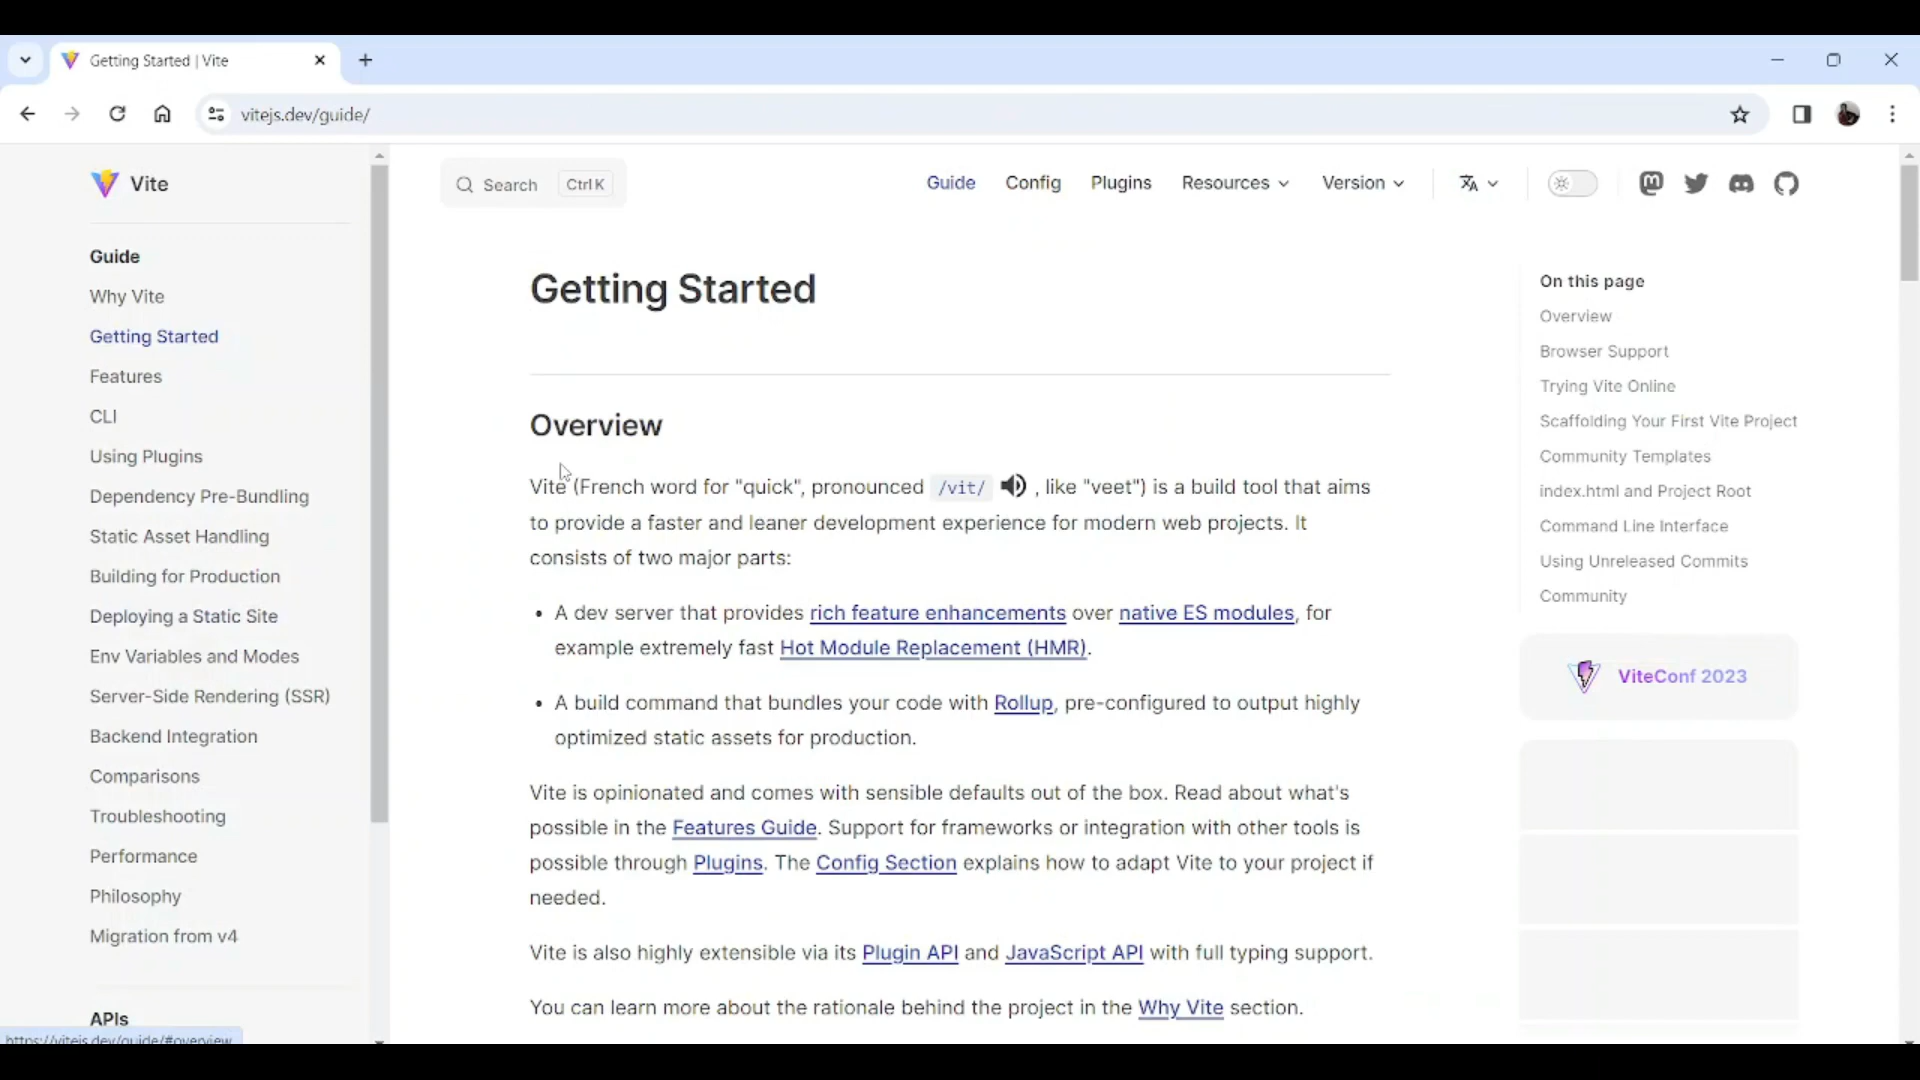 Getting Started | Vite
vitejs.dev/guide/
Vite
Search
Ctrl K
Guide
Config
Plugins
Resources
Version
Guide
Why Vite
Getting Started
Features
CLI
Using Plugins
Dependency Pre-Bundling
Static Asset Handling
Building for Production
Deploying a Static Site
Env Variables and Modes
Server-Side Rendering (SSR)
Backend Integration
Comparisons
Troubleshooting
Performance
Philosophy
Migration from v4
APIs
https://vitejs.dev/guide/#overview
Getting Started
Overview
Vite (French word for "quick", pronounced /vit/ , like "veet") is a build tool that aims
to provide a faster and leaner development experience for modern web projects. It
consists of two major parts:
• A dev server that provides rich feature enhancements over native ES modules, for
example extremely fast Hot Module Replacement (HMR).
• A build command that bundles your code with Rollup, pre-configured to output highly
optimized static assets for production.
Vite is opinionated and comes with sensible defaults out of the box. Read about what's
possible in the Features Guide. Support for frameworks or integration with other tools is
possible through Plugins. The Config Section explains how to adapt Vite to your project if
needed.
Vite is also highly extensible via its Plugin API and JavaScript API with full typing support.
You can learn more about the rationale behind the project in the Why Vite section.
On this page
Overview
Browser Support
Trying Vite Online
Scaffolding Your First Vite Project
Community Templates
index.html and Project Root
Command Line Interface
Using Unreleased Commits
Community
ViteConf 2023